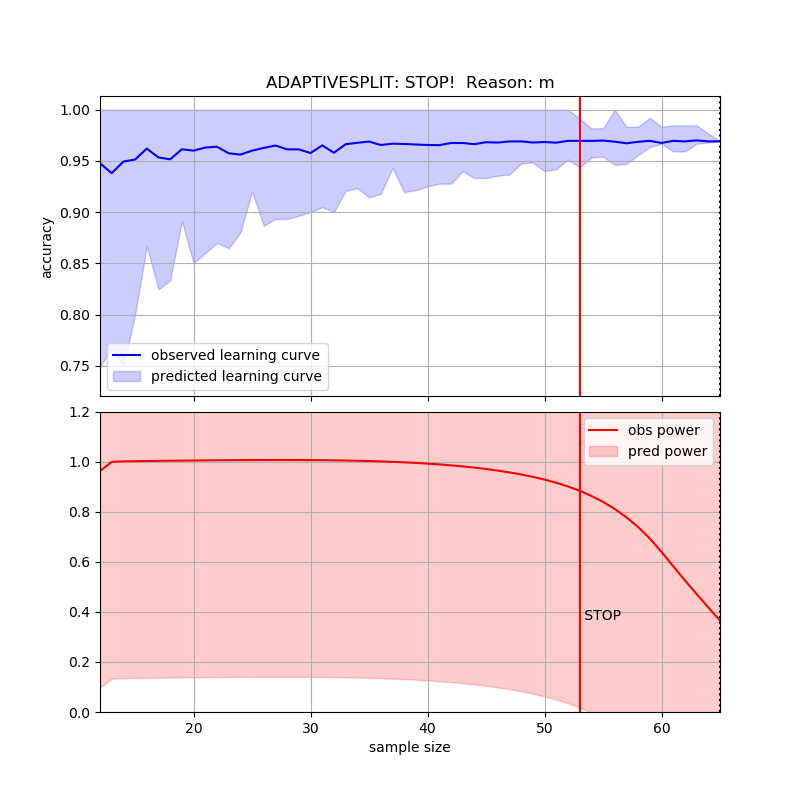 ADAPTIVESPLIT: STOP!  Reason: m
1.00
0.95
0.90
0.85
0.80
0.75
accuracy
observed learning curve
predicted learning curve
1.2
1.0
0.8
0.6
0.4
0.2
0.0
obs power
pred power
STOP
20 30 40 50 60
sample size